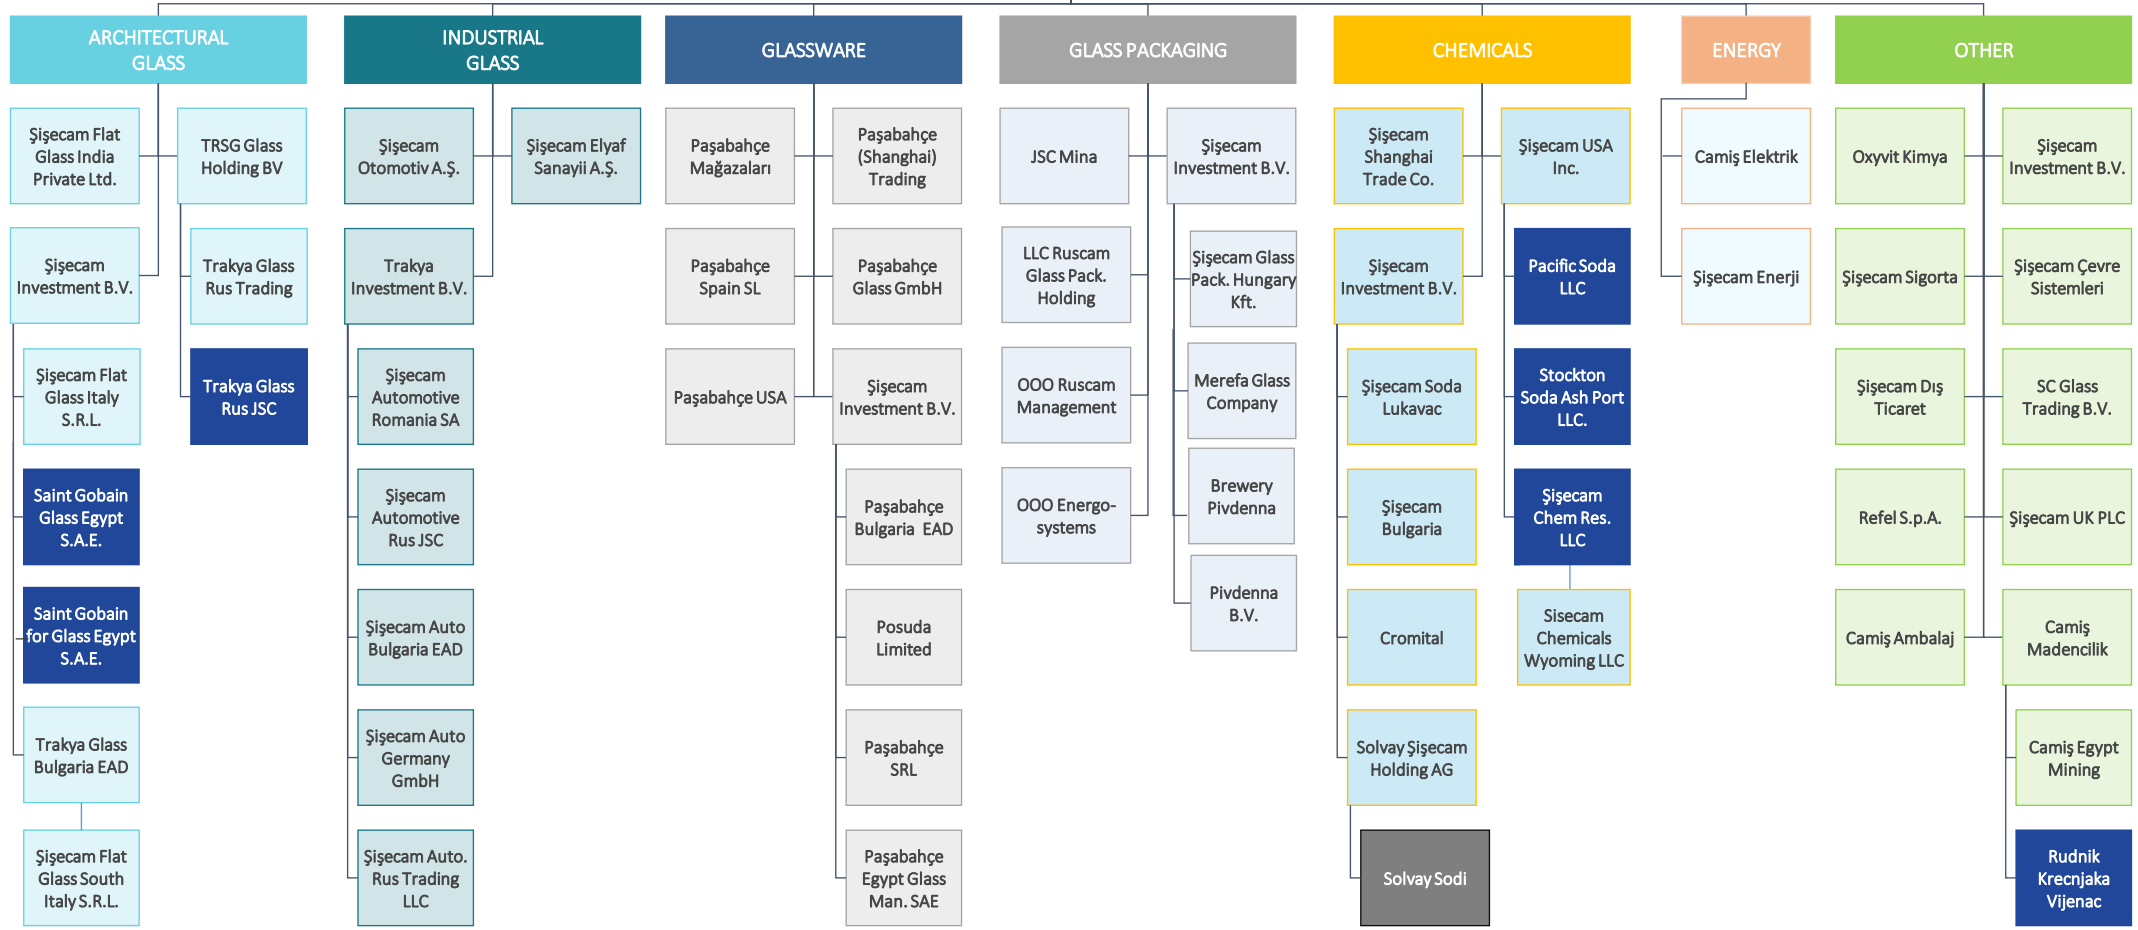 ARCHITECTURAL
GLASS
Şişecam Flat
Glass India
Private Ltd.
TRSG Glass
Holding BV
Şişecam
Investment B.V.
Trakya Glass
Rus Trading
Şişecam Flat
Glass Italy
S.R.L.
Trakya Glass
Rus JSC
Saint Gobain
Glass Egypt
S.A.E.
Saint Gobain
for Glass Egypt
S.A.E.
Trakya Glass
Bulgaria EAD
Şişecam Flat
Glass South
Italy S.R.L.
INDUSTRIAL
GLASS
Şişecam
Otomotiv A.Ş.
Şişecam Elyaf
Sanayii A.Ş.
Trakya
Investment B.V.
Şişecam
Automotive
Romania SA
Şişecam
Automotive
Rus JSC
Şişecam Auto
Bulgaria EAD
Şişecam Auto
Germany
GmbH
Şişecam Auto.
Rus Trading
LLC
GLASSWARE
Paşabahçe
Mağazaları
Paşabahçe
(Shanghai)
Trading
Paşabahçe
Spain SL
Paşabahçe
Glass GmbH
Paşabahçe USA
Şişecam
Investment B.V.
Paşabahçe
Bulgaria EAD
Posuda
Limited
Paşabahçe
SRL
Paşabahçe
Egypt Glass
Man. SAE
GLASS PACKAGING
JSC Mina
Şişecam
Investment B.V.
LLC Ruscam
Glass Pack.
Holding
Şişecam Glass
Pack. Hungary
Kft.
OOO Ruscam
Management
Merefa Glass
Company
OOO Energo-
systems
Brewery
Pivdenna
Pivdenna
B.V.
CHEMICALS
Şişecam
Shanghai
Trade Co.
Şişecam USA
Inc.
Şişecam
Investment B.V.
Pacific Soda
LLC
Şişecam Soda
Lukavac
Stockton
Soda Ash Port
LLC.
Şişecam
Bulgaria
Şişecam
Chem Res.
LLC
Cromital
Sisecam
Chemicals
Wyoming LLC
Solvay Şişecam
Holding AG
Solvay Sodi
ENERGY
Camiş Elektrik
Şişecam Enerji
OTHER
Oxyvit Kimya
Şişecam
Investment B.V.
Şişecam Sigorta
Şişecam Çevre
Sistemleri
Şişecam Dış
Ticaret
SC Glass
Trading B.V.
Refel S.p.A.
Şişecam UK PLC
Camiş Ambalaj
Camiş
Madencilik
Camiş Egypt
Mining
Rudnik
Krecnjaka
Vijenac